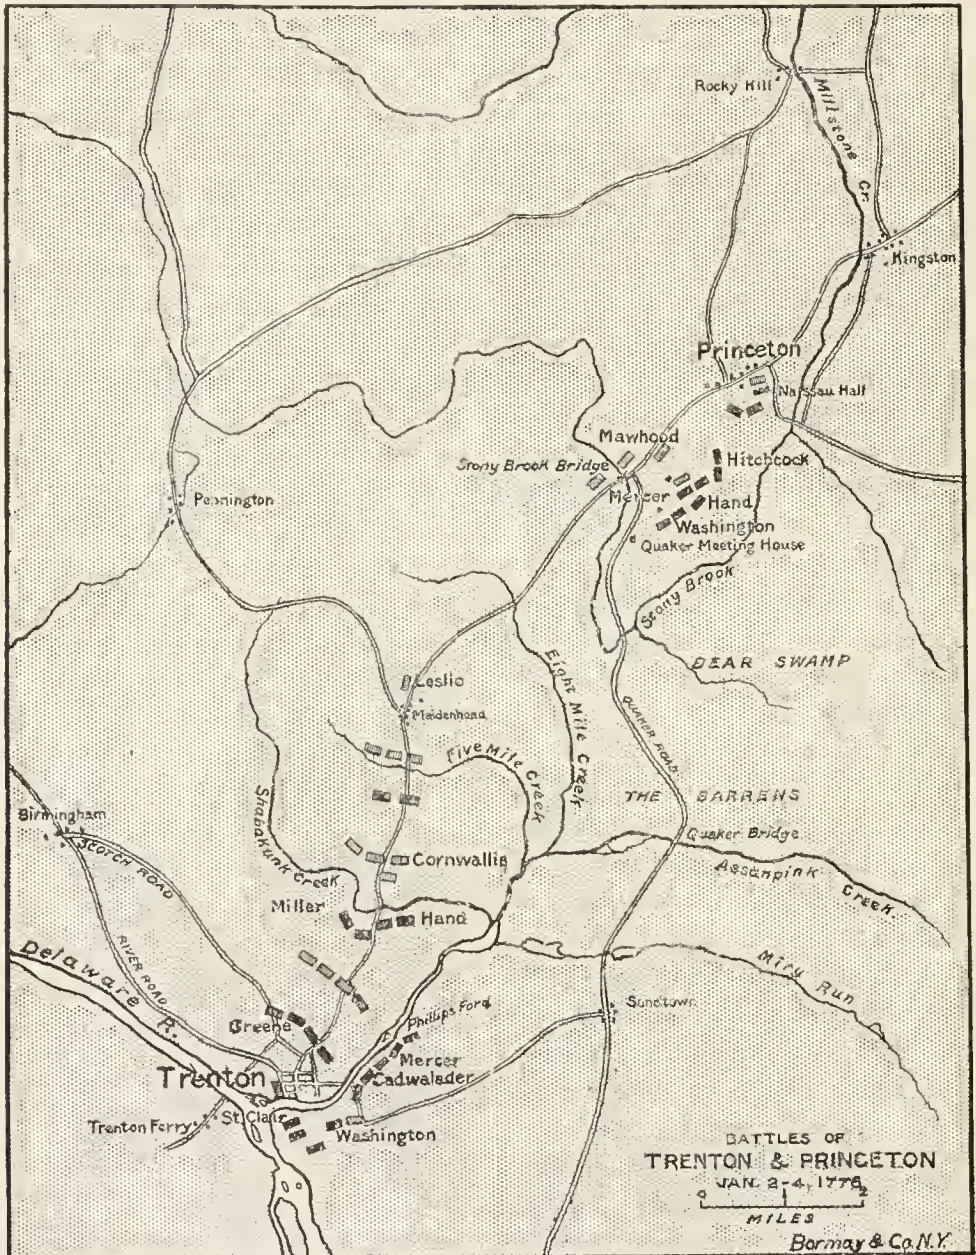 Rocky Hill
Millstone Cr.
Kingston
Princeton
Nassau Hall
Mawhood
Stony Brook Bridge
Hitchcock
Mercer
Hand
Washington
Quaker Meeting House
Pennington
Stony Brook
BEAR SWAMP
Leslie
Maidenhead
Eight Mile Creek
QUAKER ROAD
Five Mile Creek
THE BARRENS
Birmingham
SCOTCH ROAD
Shabakunk Creek
Quaker Bridge
Cornwallis
Assanpink Creek.
Miller
Hand
Delaware R.
RIVER ROAD
Miry Run
Sandtown
Greene
Phillips Ford
Mercer
Trenton
Cadwalader
Trenton Ferry
St. Clair
Washington
BATTLES OF
TRENTON & PRINCETON
JAN. 2-4, 1776
0 2
MILES
Bormay & Co. N.Y.